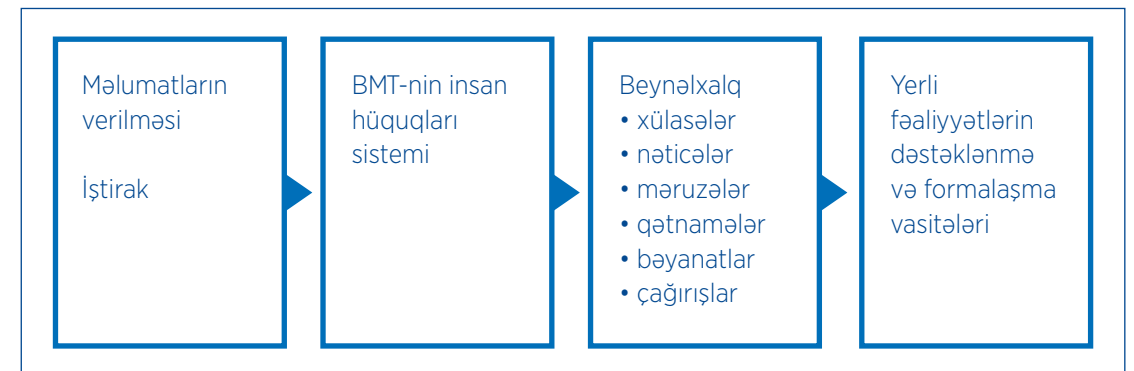 Məlumatların
verilməsi
İştirak
BMT-nin insan
hüquqları
sistemi
Beynəlxalq
• xülasələr
• nəticələr
• məruzələr
• qətnamələr
• bəyanatlar
• çağırışlar
Yerli
fəaliyyətlərin
dəstəklənmə
və formalaşma
vasitələri